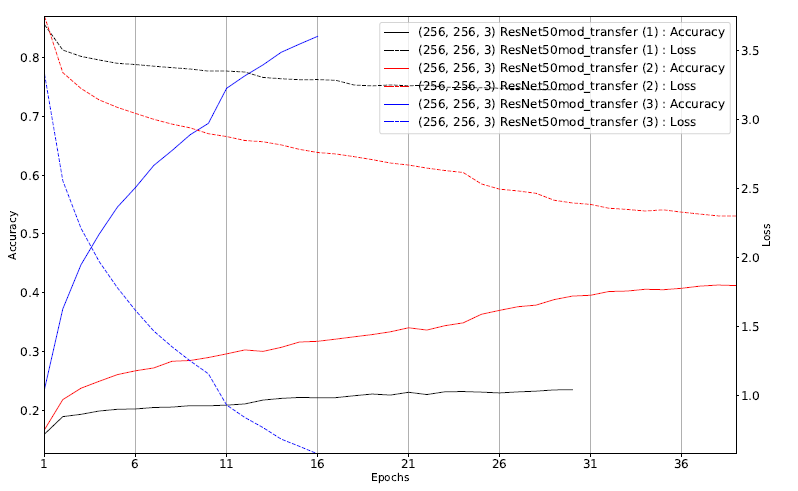 (256, 256, 3) ResNet50mod_transfer (1) : Accuracy
(256, 256, 3) ResNet50mod_transfer (1) : Loss
(256, 256, 3) ResNet50mod_transfer (2) : Accuracy
(256, 256, 3) ResNet50mod_transfer (2) : Loss
(256, 256, 3) ResNet50mod_transfer (3) : Accuracy
(256, 256, 3) ResNet50mod_transfer (3) : Loss
0.8
0.7
0.6
0.5
0.4
0.3
0.2
Accuracy
3.5
3.0
2.5
2.0
1.5
1.0
Loss
1 6 11 16 21 26 31 36
Epochs